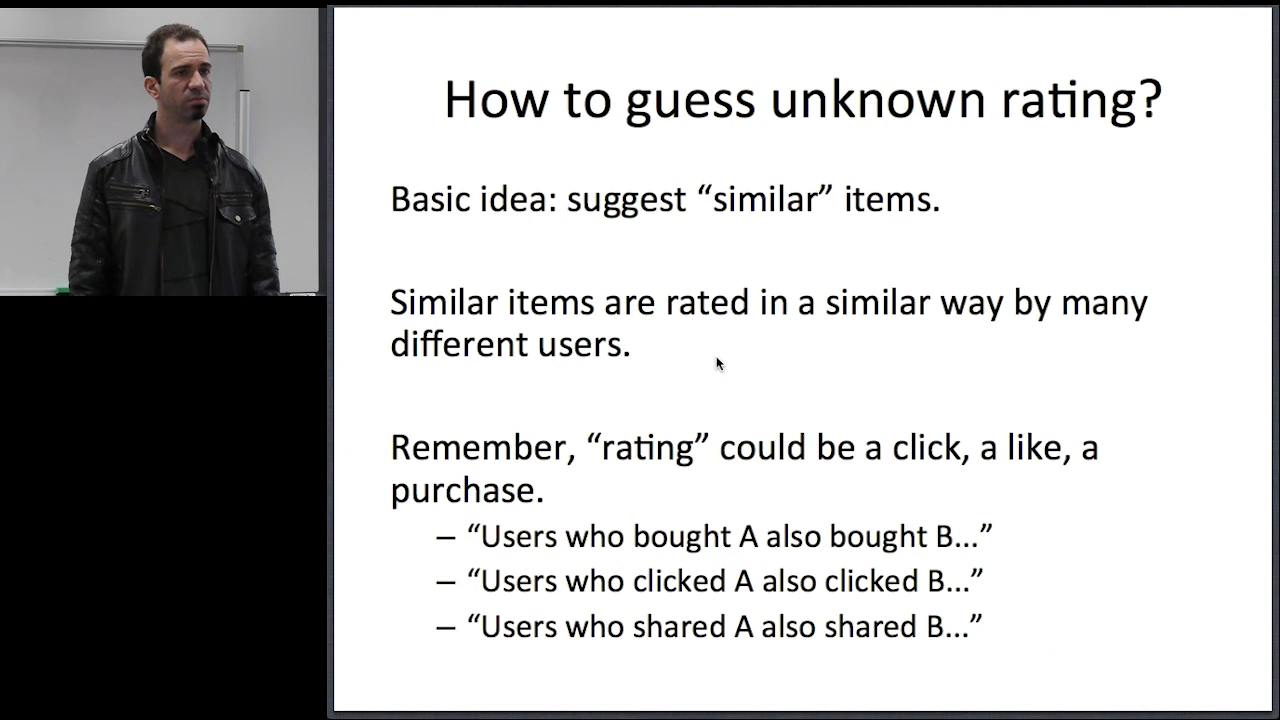 How to guess unknown rating?
Basic idea: suggest “similar” items.
Similar items are rated in a similar way by many
different users.
Remember, “rating” could be a click, a like, a
purchase.
– “Users who bought A also bought B...”
– “Users who clicked A also clicked B...”
– “Users who shared A also shared B...”